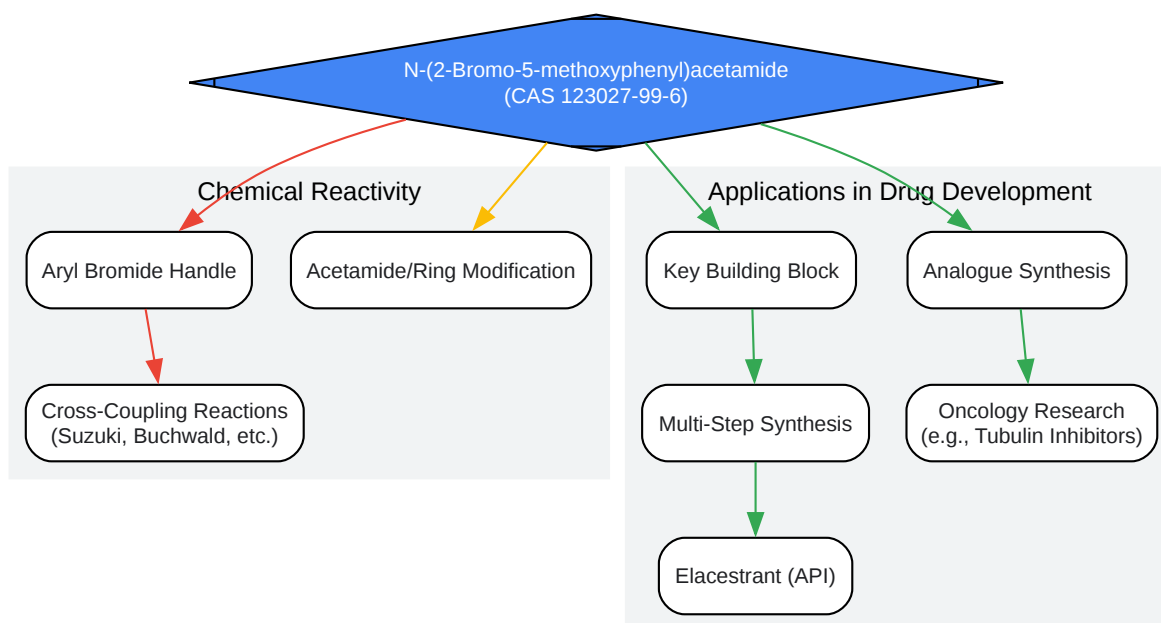 N-(2-Bromo-5-methoxyphenyl)acetamide
(CAS 123027-99-6)
Chemical Reactivity
Aryl Bromide Handle
Acetamide/Ring Modification
Cross-Coupling Reactions
(Suzuki, Buchwald, etc.)
Applications in Drug Development
Key Building Block
Analogue Synthesis
Multi-Step Synthesis
Oncology Research
(e.g., Tubulin Inhibitors)
Elacestrant (API)